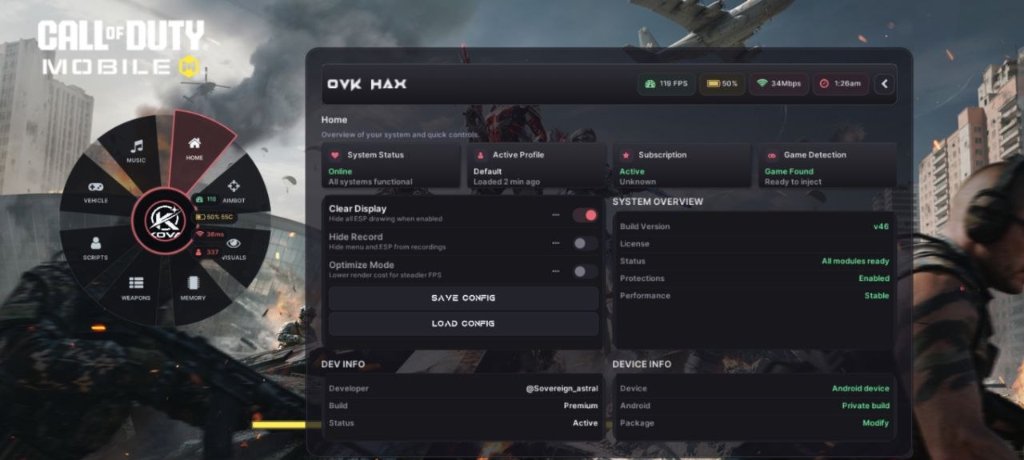 CALL OF DUTY
MOBILE
OVK HAX
119 FPS
50%
34Mbps
1:26am
Home
Overview of your system and quick controls
System Status
Online
All systems functional
Active Profile
Default
Loaded 2 min ago
Subscription
Active
Unknown
Game Detection
Game Found
Ready to inject
MUSIC
HOME
VEHICLE
AIMBOT
SCRIPTS
VISUALS
WEAPONS
MEMORY
KOVA
50% 55C
337
Clear Display
Hide all ESP drawing when enabled
Hide Record
Hide menu and ESP from recordings
Optimize Mode
Lower render cost for steadier FPS
SAVE CONFIG
LOAD CONFIG
SYSTEM OVERVIEW
Build Version v46
License
Status All modules ready
Protections Enabled
Performance Stable
DEV INFO
Developer @Sovereign_astral
Build Premium
Status Active
DEVICE INFO
Device Android device
Android Private build
Package Modify